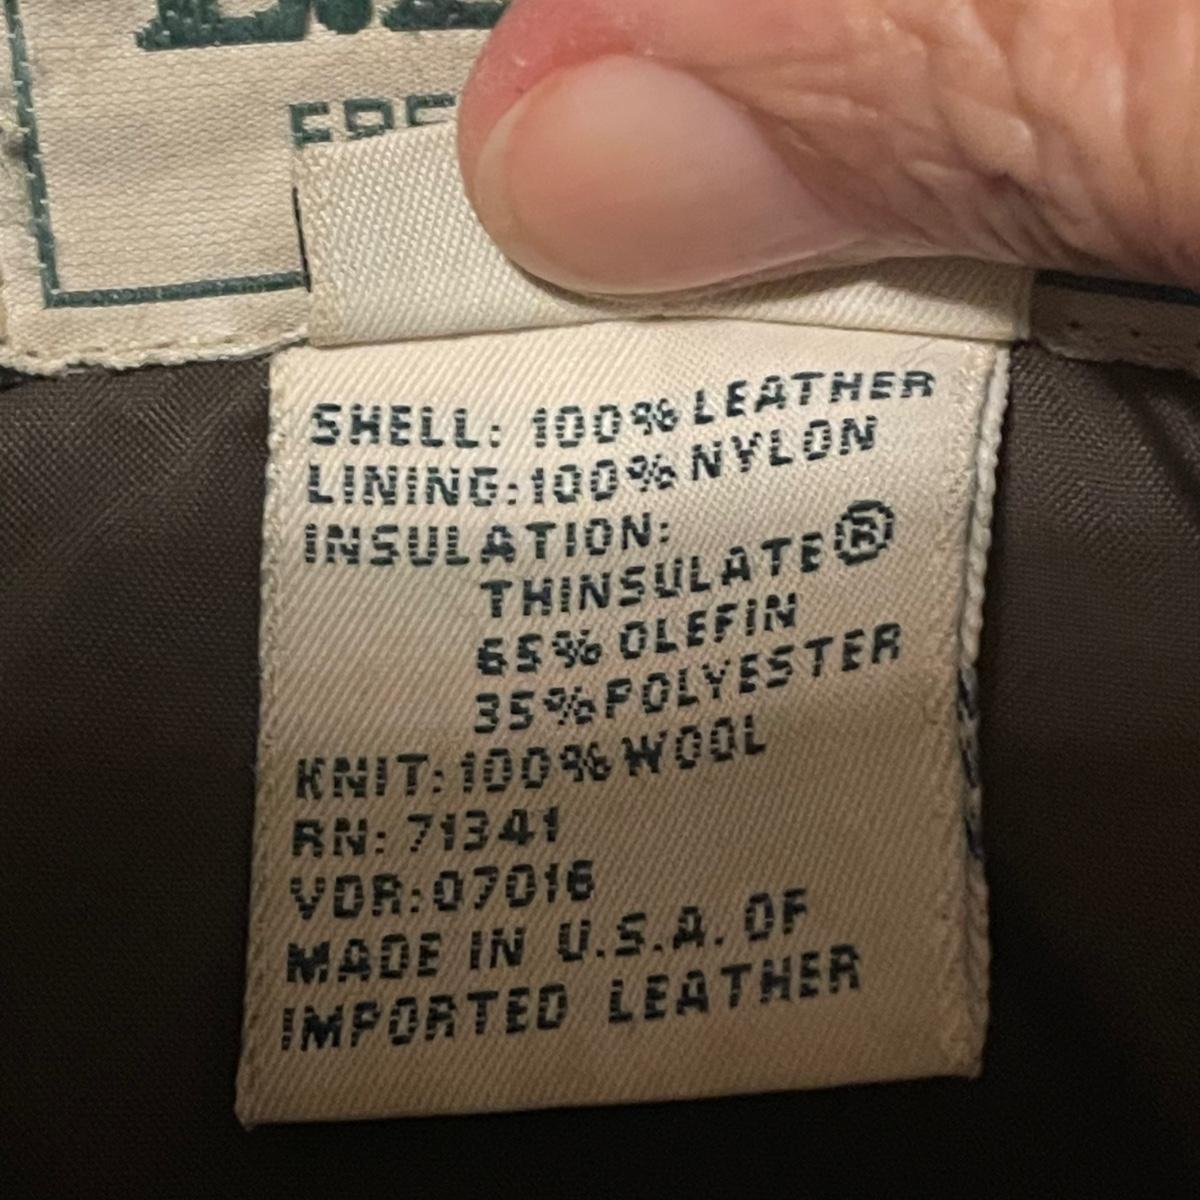 SHELL: 100% LEATHER
LINING: 100% NYLON
INSULATION:
THINSULATE®
65% OLEFIN
35% POLYESTER
KNIT: 100% WOOL
RN: 71341
VDR: 07016
MADE IN U.S.A. OF
IMPORTED LEATHER